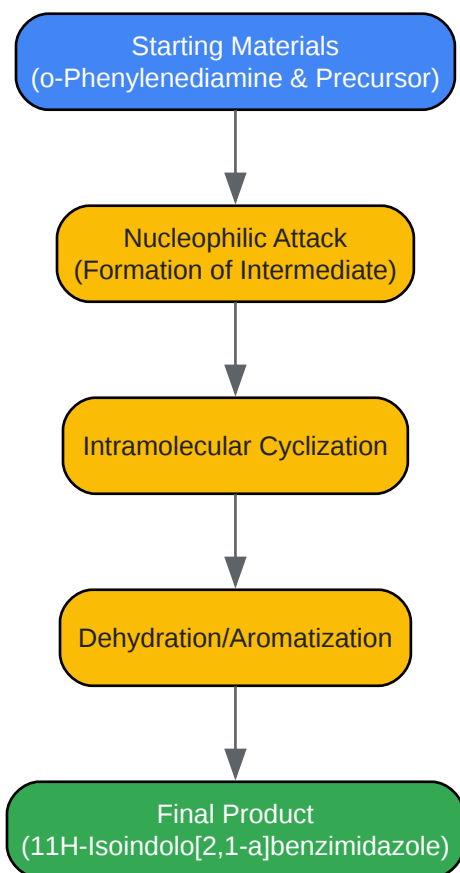 Starting Materials
(o-Phenylenediamine & Precursor)
Nucleophilic Attack
(Formation of Intermediate)
Intramolecular Cyclization
Dehydration/Aromatization
Final Product
(11H-Isoindolo[2,1-a]benzimidazole)